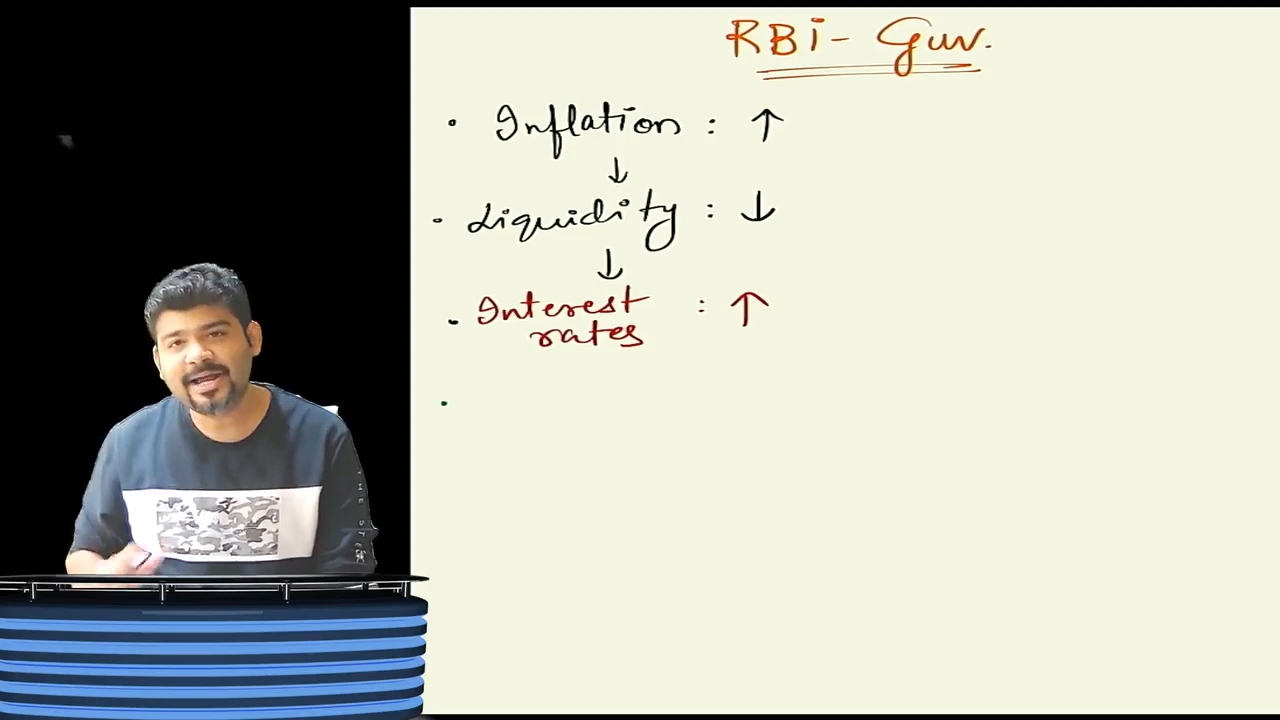 RBi- Guv.
• Inflation : ↑
↓
• Liquidity : ↓
↓
• Interest : ↑
rates
•